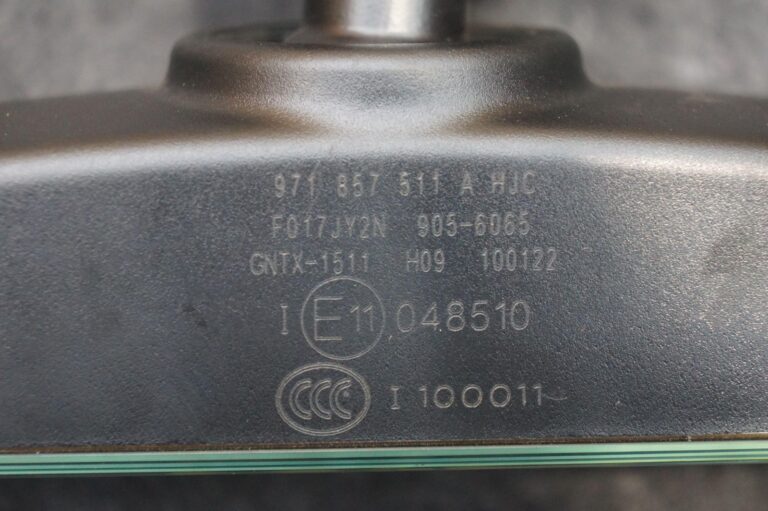 971 857 511 A HJC
F017JY2N 905-6065
GNTX-1511 H09 100122
I E11 048510
CCC I 100011